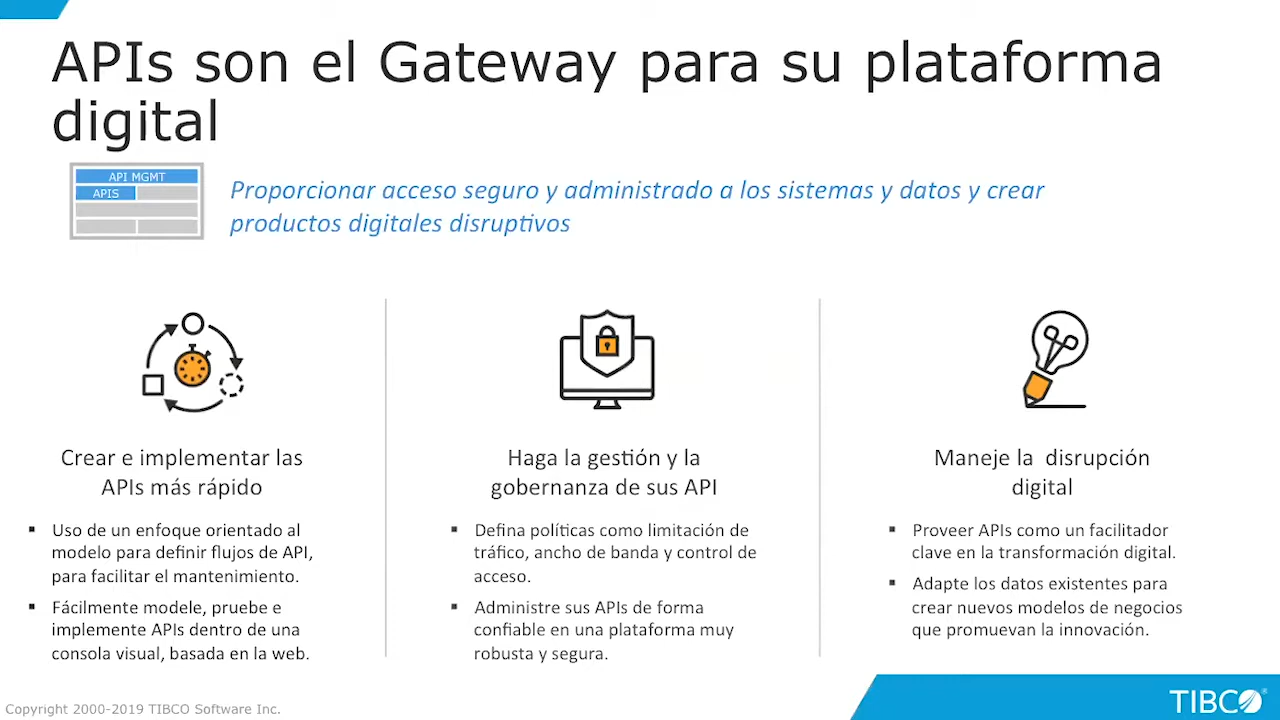 APIs son el Gateway para su plataforma
digital
API MGMT
APIS
Proporcionar acceso seguro y administrado a los sistemas y datos y crear
productos digitales disruptivos
Crear e implementar las
APIs más rápido
▪ Uso de un enfoque orientado al
modelo para definir flujos de API,
para facilitar el mantenimiento.
▪ Fácilmente modele, pruebe e
implemente APIs dentro de una
consola visual, basada en la web.
Haga la gestión y la
gobernanza de sus API
▪ Defina políticas como limitación de
tráfico, ancho de banda y control de
acceso.
▪ Administre sus APIs de forma
confiable en una plataforma muy
robusta y segura.
Maneje la  disrupción
digital
▪ Proveer APIs como un facilitador
clave en la transformación digital.
▪ Adapte los datos existentes para
crear nuevos modelos de negocios
que promuevan la innovación.
Copyright 2000-2019 TIBCO Software Inc.
TIBCO®